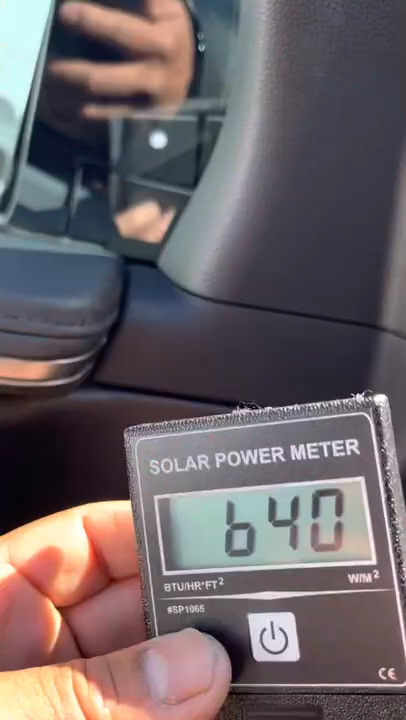 SOLAR POWER METER
640
BTU/HR*FT² W/M²
#SP1065
CE